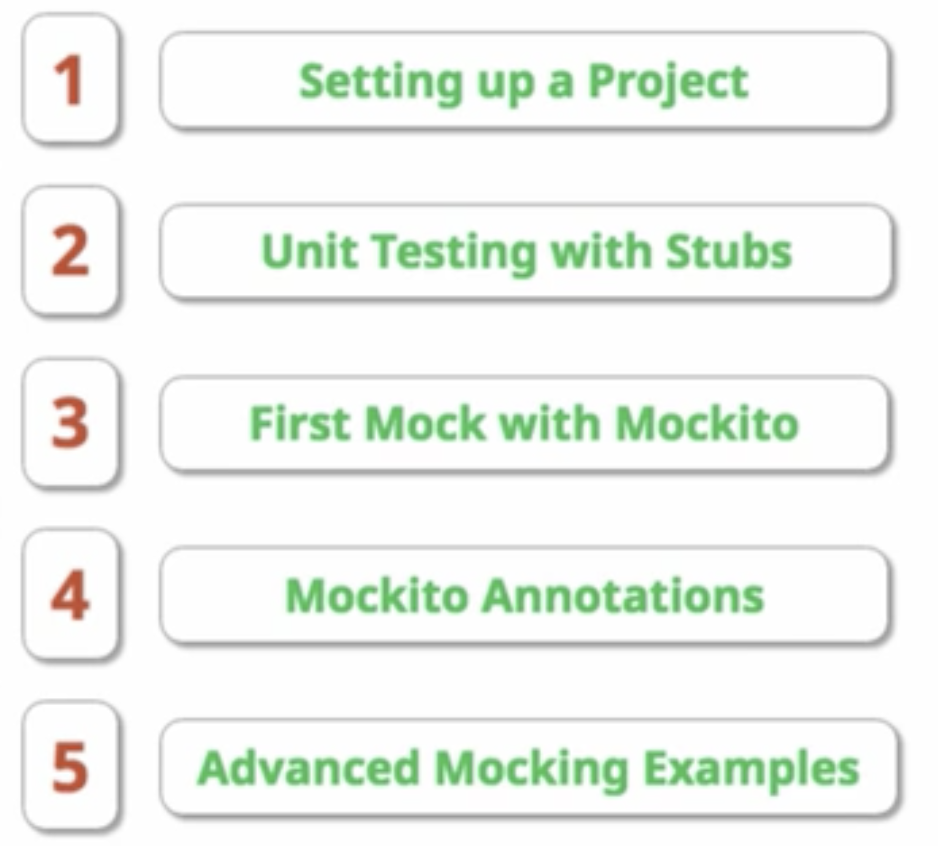 1 Setting up a Project
2 Unit Testing with Stubs
3 First Mock with Mockito
4 Mockito Annotations
5 Advanced Mocking Examples